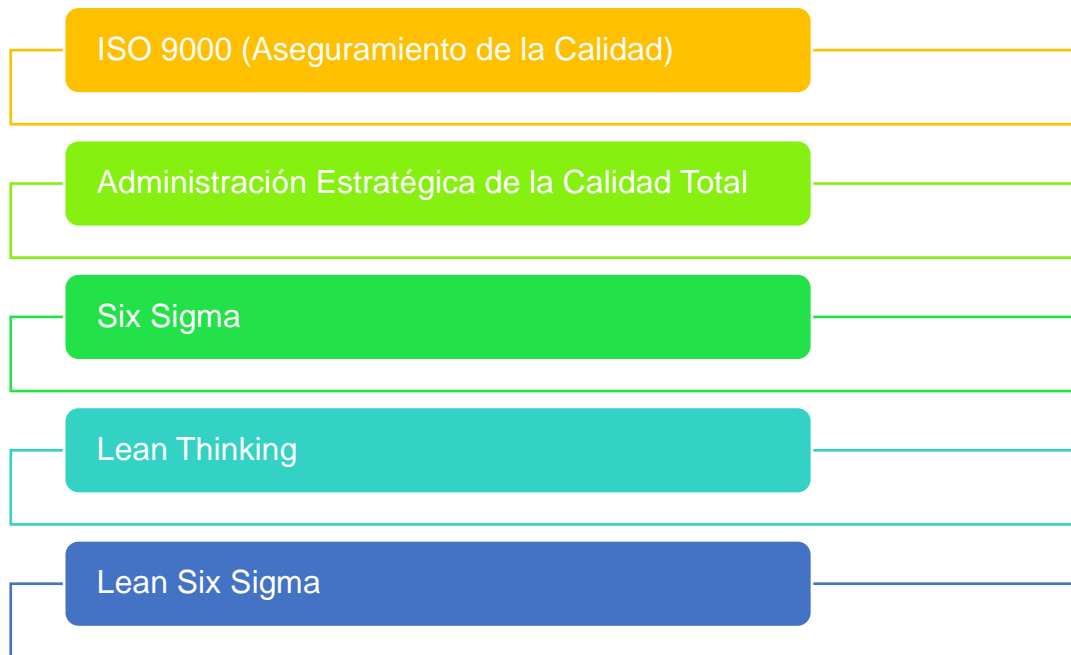 ISO 9000 (Aseguramiento de la Calidad)
Administración Estratégica de la Calidad Total
Six Sigma
Lean Thinking
Lean Six Sigma